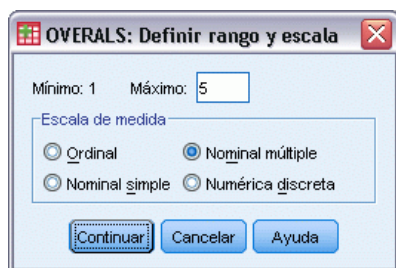 OVERALS: Definir rango y escala
Mínimo: 1 Máximo: 5
Escala de medida
Ordinal Nominal múltiple
Nominal simple Numérica discreta
Continuar Cancelar Ayuda